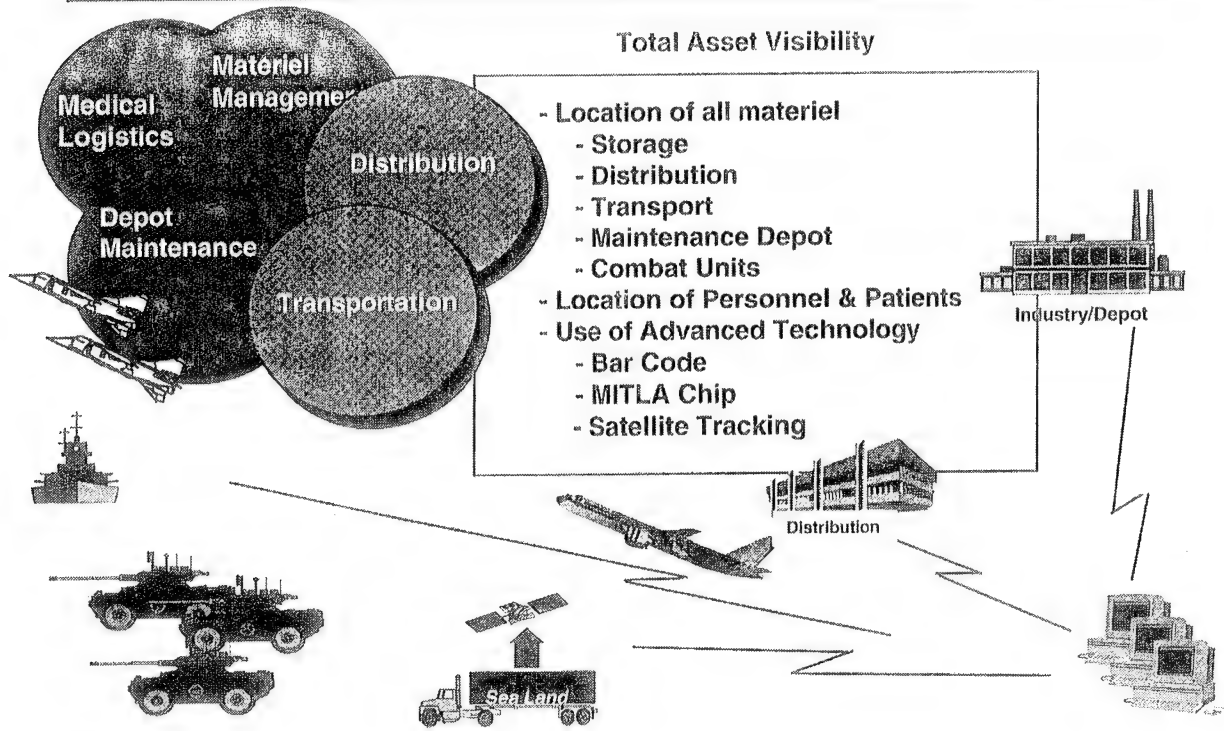 Total Asset Visibility
Matériel
Management
Medical
Logistics
Distribution
Depot
Maintenance
Transportation
- Location of all materiel
- Storage
- Distribution
- Transport
- Maintenance Depot
- Combat Units
- Location of Personnel & Patients
- Use of Advanced Technology
- Bar Code
- MITLA Chip
- Satellite Tracking
Industry/Depot
Distribution
Sea Land